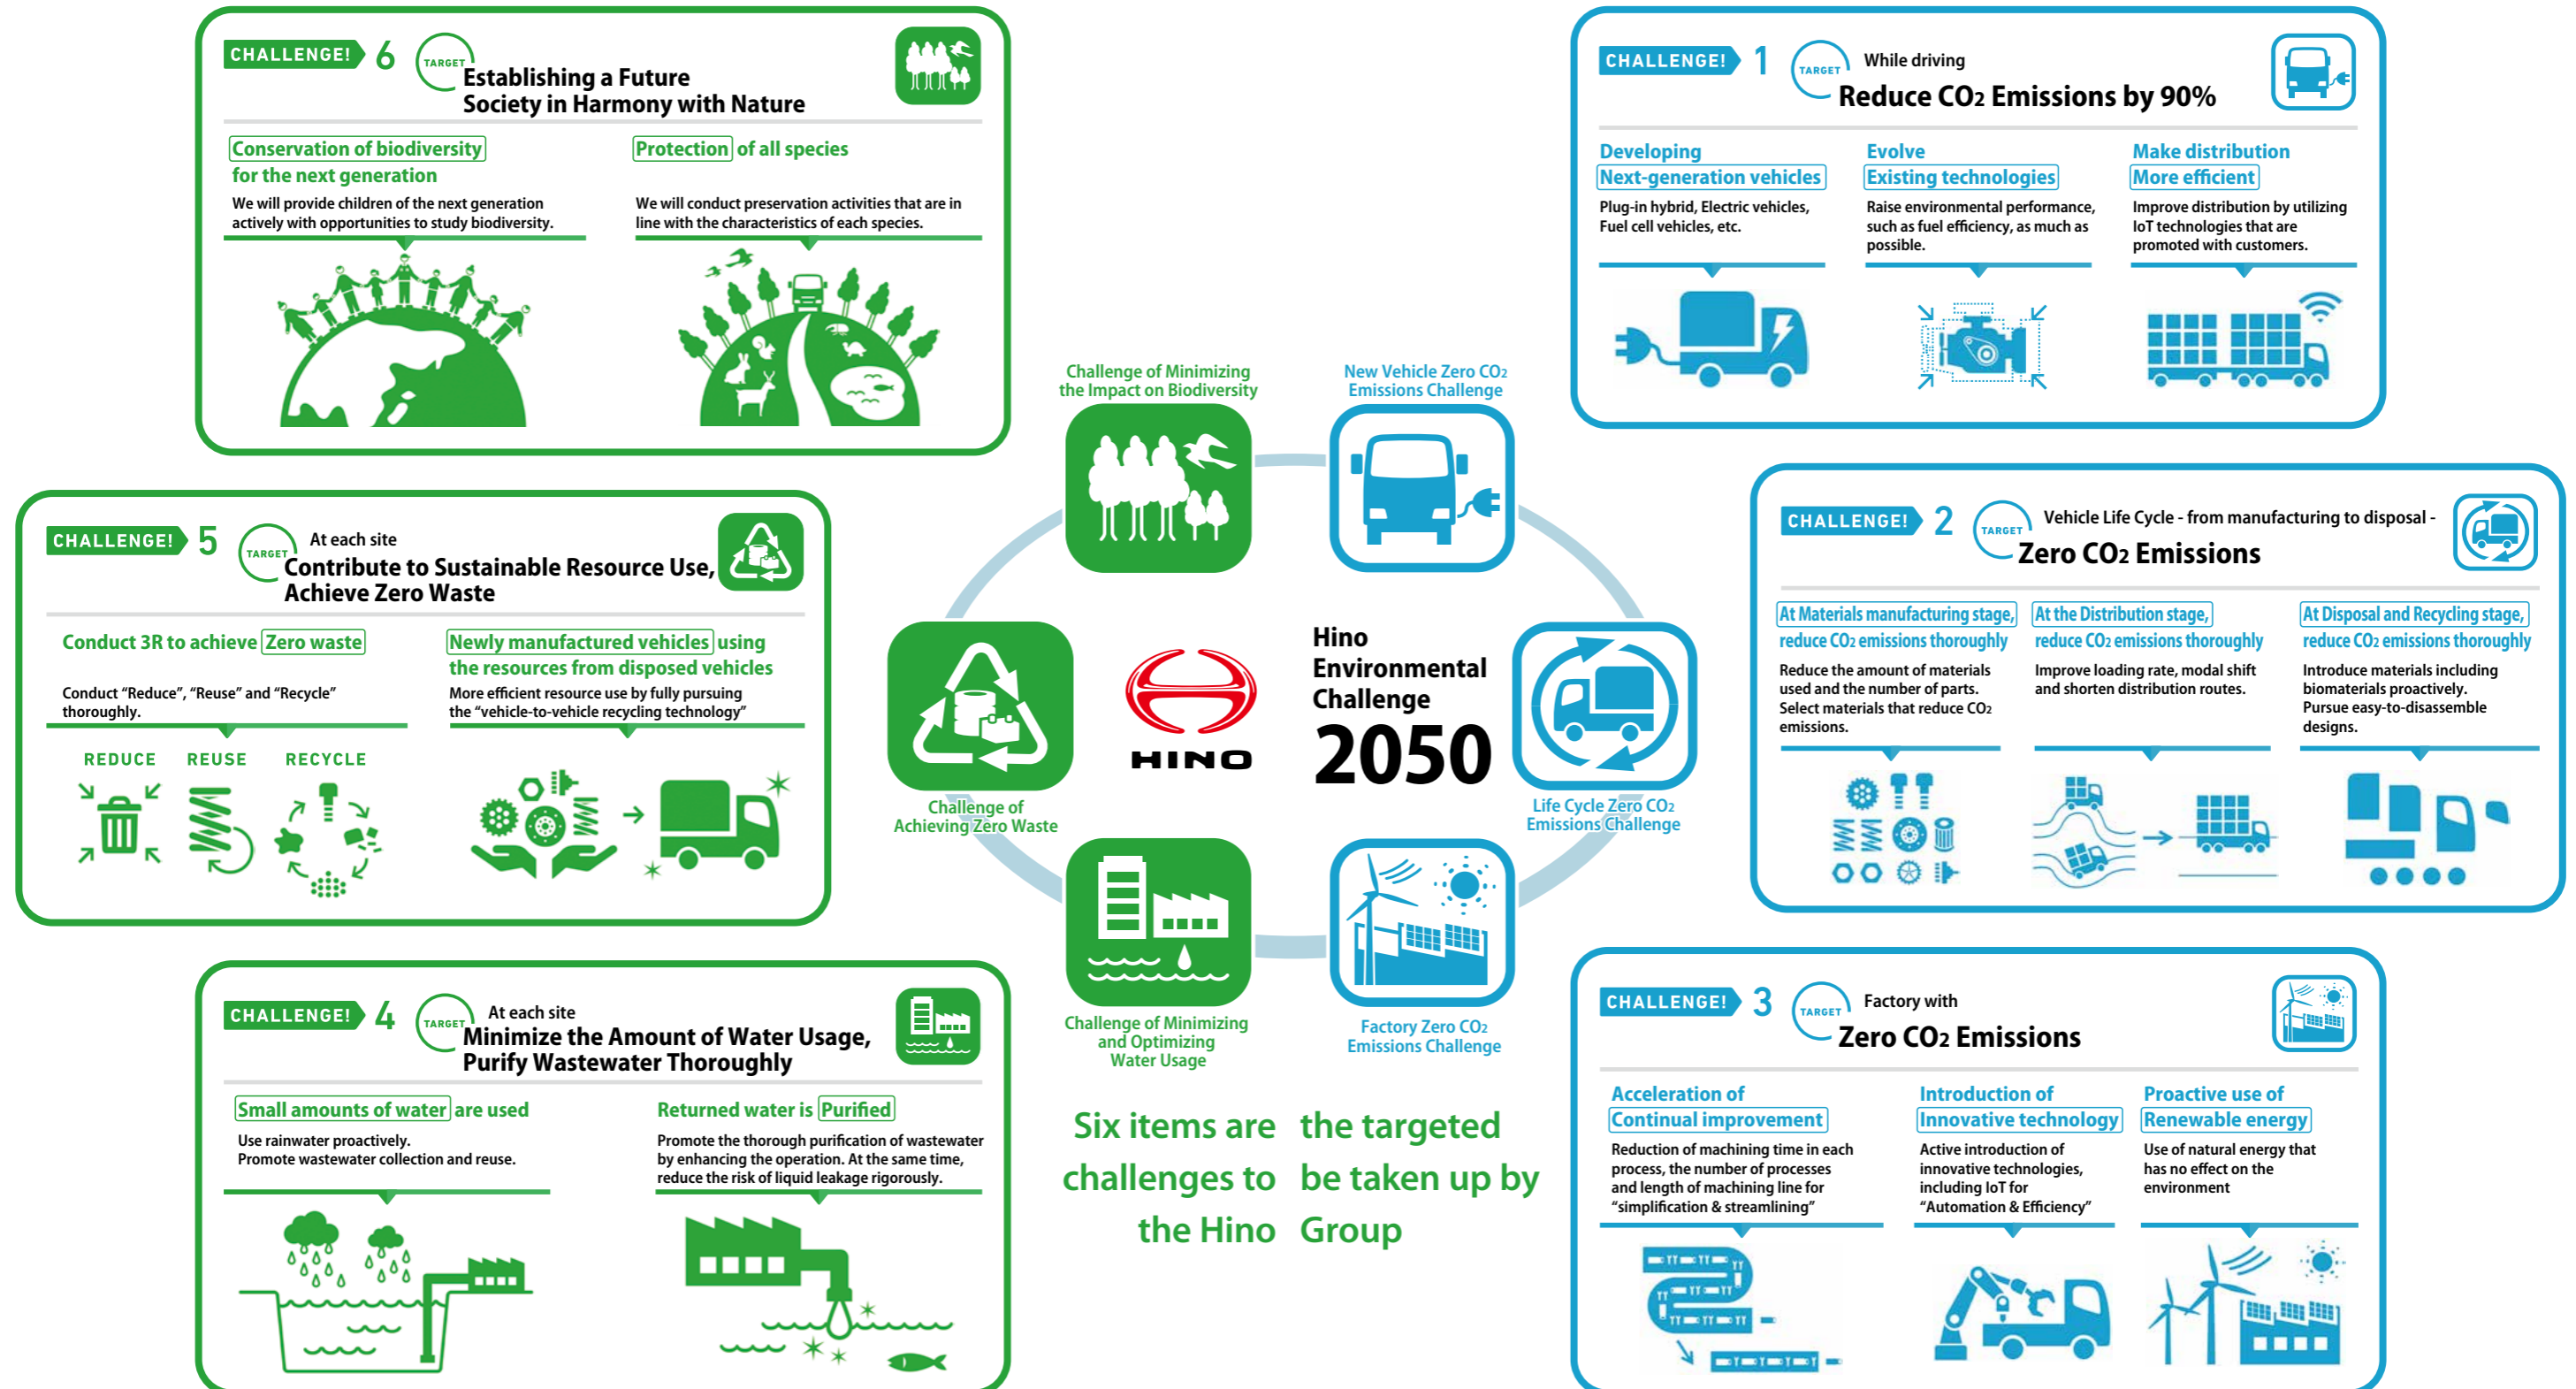 CHALLENGE! 6
TARGET
Establishing a Future
Society in Harmony with Nature
Conservation of biodiversity
for the next generation
We will provide children of the next generation
actively with opportunities to study biodiversity.
Protection of all species
We will conduct preservation activities that are in
line with the characteristics of each species.
CHALLENGE! 1
TARGET
While driving
Reduce CO2 Emissions by 90%
Developing
Next-generation vehicles
Plug-in hybrid, Electric vehicles,
Fuel cell vehicles, etc.
Evolve
Existing technologies
Raise environmental performance,
such as fuel efficiency, as much as
possible.
Make distribution
More efficient
Improve distribution by utilizing
IoT technologies that are
promoted with customers.
Challenge of Minimizing
the Impact on Biodiversity
New Vehicle Zero CO2
Emissions Challenge
CHALLENGE! 5
TARGET
At each site
Contribute to Sustainable Resource Use,
Achieve Zero Waste
Conduct 3R to achieve Zero waste
Conduct “Reduce”, “Reuse” and “Recycle”
thoroughly.
REDUCE REUSE RECYCLE
Newly manufactured vehicles using
the resources from disposed vehicles
More efficient resource use by fully pursuing
the “vehicle-to-vehicle recycling technology”
HINO
Hino
Environmental
Challenge
2050
Challenge of
Achieving Zero Waste
Life Cycle Zero CO2
Emissions Challenge
CHALLENGE! 2
TARGET
Vehicle Life Cycle - from manufacturing to disposal -
Zero CO2 Emissions
At Materials manufacturing stage,
reduce CO2 emissions thoroughly
Reduce the amount of materials
used and the number of parts.
Select materials that reduce CO2
emissions.
At the Distribution stage,
reduce CO2 emissions thoroughly
Improve loading rate, modal shift
and shorten distribution routes.
At Disposal and Recycling stage,
reduce CO2 emissions thoroughly
Introduce materials including
biomaterials proactively.
Pursue easy-to-disassemble
designs.
CHALLENGE! 4
TARGET
At each site
Minimize the Amount of Water Usage,
Purify Wastewater Thoroughly
Small amounts of water are used
Use rainwater proactively.
Promote wastewater collection and reuse.
Returned water is Purified
Promote the thorough purification of wastewater
by enhancing the operation. At the same time,
reduce the risk of liquid leakage rigorously.
Challenge of Minimizing
and Optimizing
Water Usage
Factory Zero CO2
Emissions Challenge
Six items are the targeted
challenges to be taken up by
the Hino Group
CHALLENGE! 3
TARGET
Factory with
Zero CO2 Emissions
Acceleration of
Continual improvement
Reduction of machining time in each
process, the number of processes
and length of machining line for
“simplification & streamlining”
Introduction of
Innovative technology
Active introduction of
innovative technologies,
including IoT for
“Automation & Efficiency”
Proactive use of
Renewable energy
Use of natural energy that
has no effect on the
environment